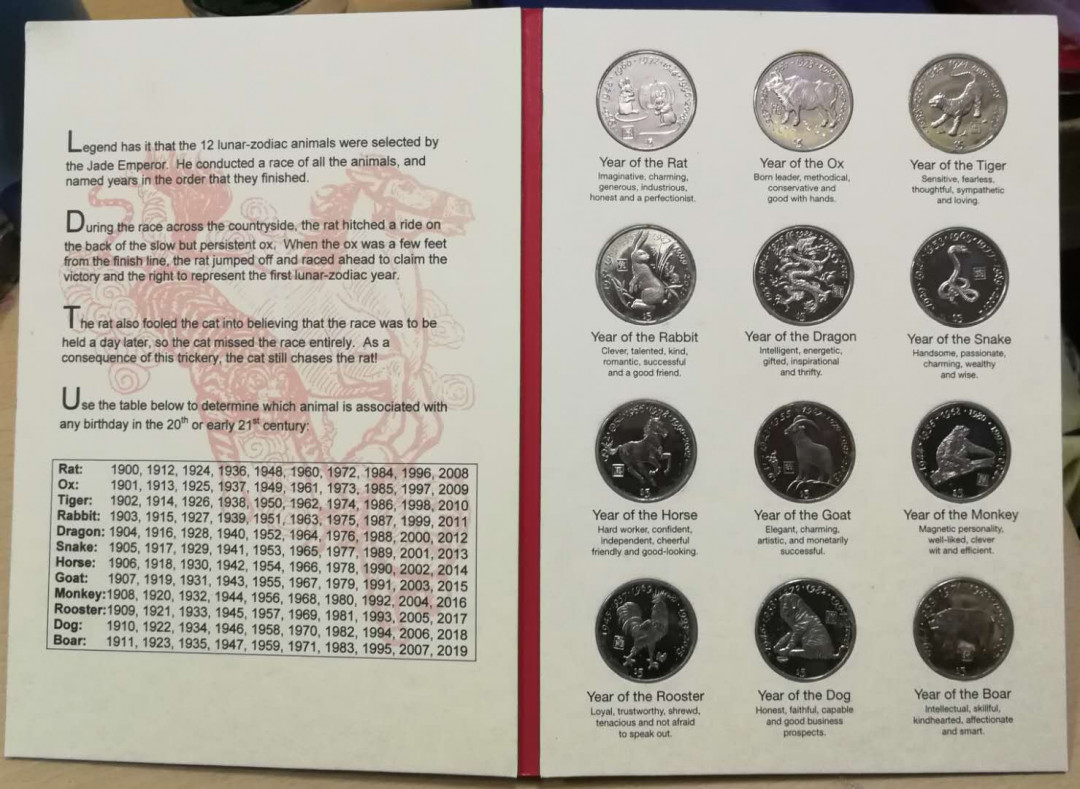 Legend has it that the 12 lunar-zodiac animals were selected by
the Jade Emperor. He conducted a race of all the animals, and
named years in the order that they finished.
During the race across the countryside, the rat hitched a ride on
the back of the slow but persistent ox. When the ox was a few feet
from the finish line, the rat jumped off and raced ahead to claim the
victory and the right to represent the first lunar-zodiac year.
The rat also fooled the cat into believing that the race was to be
held a day later, so the cat missed the race entirely. As a
consequence of this trickery, the cat still chases the rat!
Use the table below to determine which animal is associated with
any birthday in the 20th or early 21st century:
Rat: 1900, 1912, 1924, 1936, 1948, 1960, 1972, 1984, 1996, 2008
Ox: 1901, 1913, 1925, 1937, 1949, 1961, 1973, 1985, 1997, 2009
Tiger: 1902, 1914, 1926, 1938, 1950, 1962, 1974, 1986, 1998, 2010
Rabbit: 1903, 1915, 1927, 1939, 1951, 1963, 1975, 1987, 1999, 2011
Dragon: 1904, 1916, 1928, 1940, 1952, 1964, 1976, 1988, 2000, 2012
Snake: 1905, 1917, 1929, 1941, 1953, 1965, 1977, 1989, 2001, 2013
Horse: 1906, 1918, 1930, 1942, 1954, 1966, 1978, 1990, 2002, 2014
Goat: 1907, 1919, 1931, 1943, 1955, 1967, 1979, 1991, 2003, 2015
Monkey: 1908, 1920, 1932, 1944, 1956, 1968, 1980, 1992, 2004, 2016
Rooster: 1909, 1921, 1933, 1945, 1957, 1969, 1981, 1993, 2005, 2017
Dog: 1910, 1922, 1934, 1946, 1958, 1970, 1982, 1994, 2006, 2018
Boar: 1911, 1923, 1935, 1947, 1959, 1971, 1983, 1995, 2007, 2019
Year of the Rat
Imaginative, charming,
generous, industrious,
honest and a perfectionist.
Year of the Ox
Born leader, methodical,
conservative and
good with hands.
Year of the Tiger
Sensitive, fearless,
thoughtful, sympathetic
and loving.
Year of the Rabbit
Clever, talented, kind,
romantic, successful
and a good friend.
Year of the Dragon
Intelligent, energetic,
gifted, inspirational
and thrifty.
Year of the Snake
Handsome, passionate,
charming, wealthy
and wise.
Year of the Horse
Hard worker, confident,
independent, cheerful
friendly and good-looking.
Year of the Goat
Elegant, charming,
artistic, and monetarily
successful.
Year of the Monkey
Magnetic personality,
well-liked, clever
wit and efficient.
Year of the Rooster
Loyal, trustworthy, shrewd,
tenacious and not afraid
to speak out.
Year of the Dog
Honest, faithful, capable
and good business
prospects.
Year of the Boar
Intellectual, skillful,
kindhearted, affectionate
and smart.